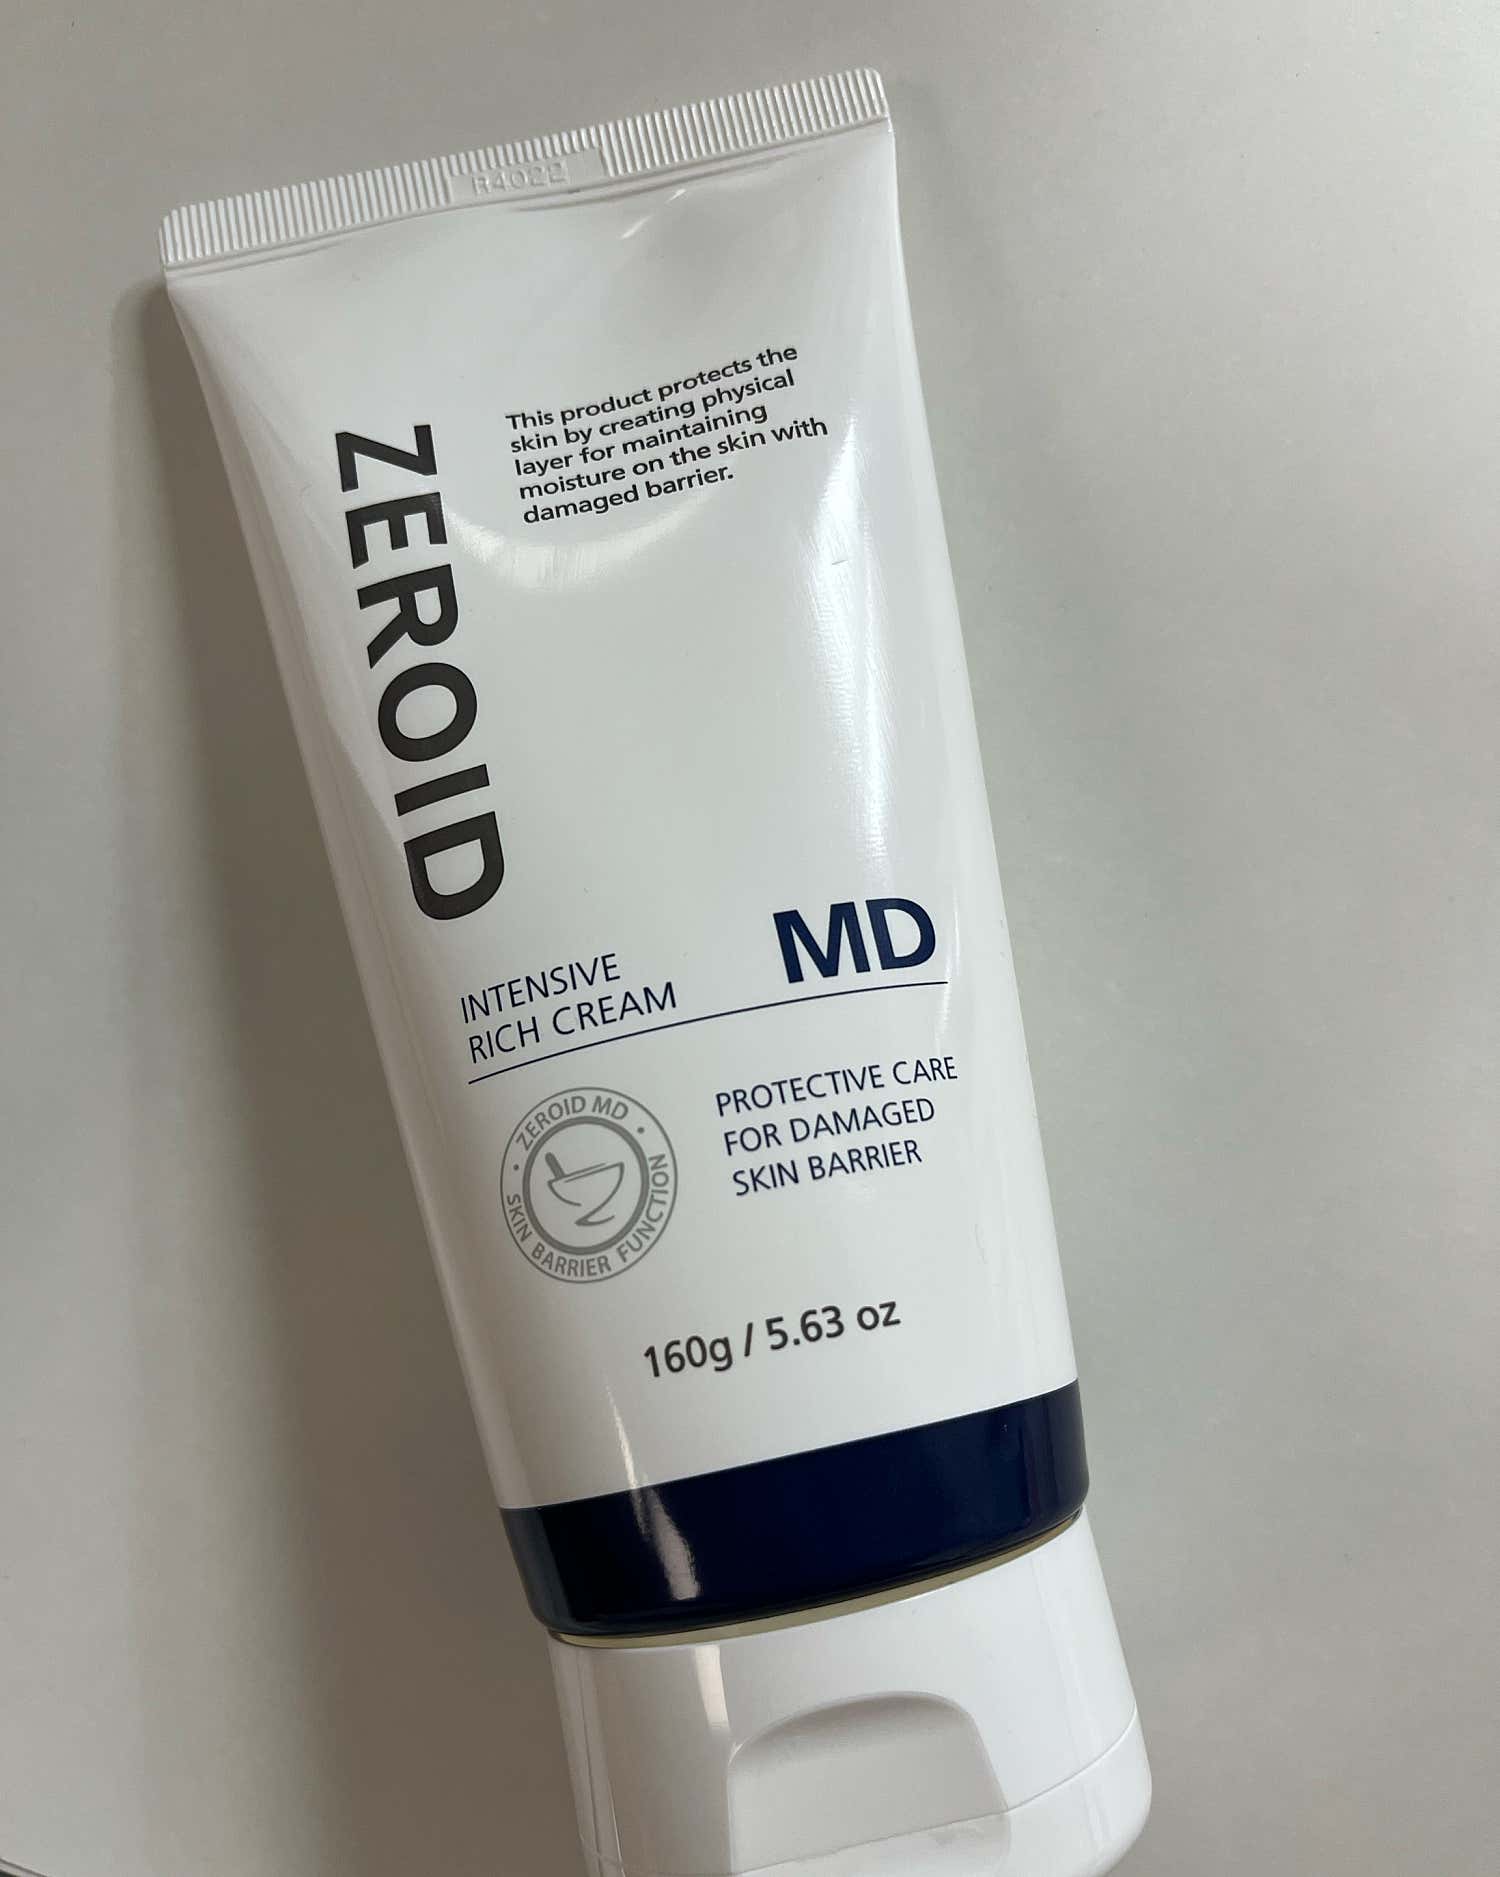 R4022
This product protects the
skin by creating physical
layer for maintaining
moisture on the skin with
damaged barrier.
ZEROID
INTENSIVE
RICH CREAM
MD
ZEROID MD
SKIN BARRIER FUNCTION
PROTECTIVE CARE
FOR DAMAGED
SKIN BARRIER
160g / 5.63 oz